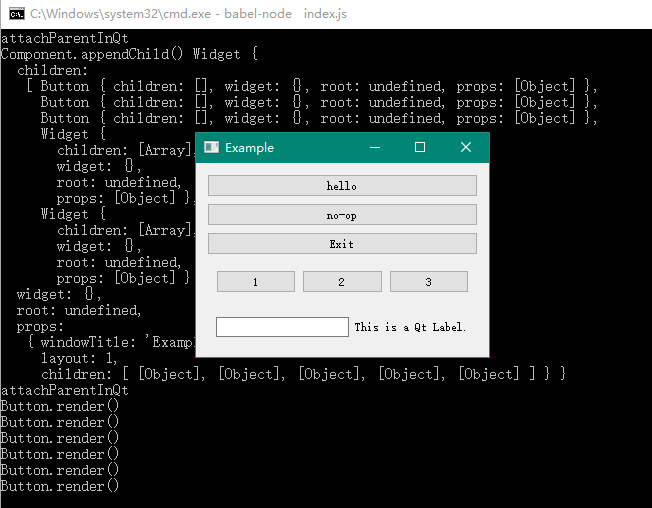 C:\Windows\system32\cmd.exe - babel-node   index.js
attachParentInQt
Component.appendChild() Widget {
  children:
   [ Button { children: [], widget: {}, root: undefined, props: [Object] },
     Button { children: [], widget: {}, root: undefined, props: [Object] },
     Button { children: [], widget: {}, root: undefined, props: [Object] },
     Widget {
       children: [Array],
       widget: {},
       root: undefined,
       props: [Object] },
     Widget {
       children: [Array],
       widget: {},
       root: undefined,
       props: [Object] }
  widget: {},
  root: undefined,
  props:
   { windowTitle: 'Examp
     layout: 1,
     children: [ [Object], [Object], [Object], [Object], [Object] ] } }
attachParentInQt
Button.render()
Button.render()
Button.render()
Button.render()
Button.render()
Button.render()
Example
hello
no-op
Exit
1 2 3
This is a Qt Label.